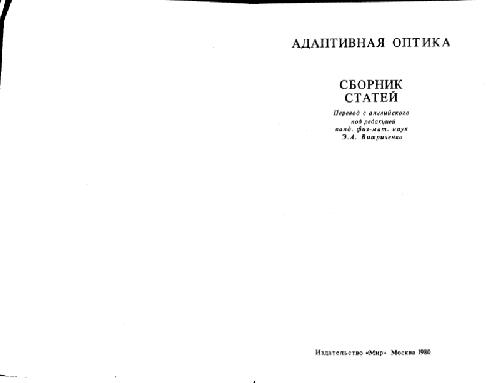 АДАПТИВНАЯ ОПТИКА
СБОРНИК
СТАТЕЙ
Перевод с английского
под редакцией
канд. физ-мат. наук
Э.А. Витриченко
Издательство «Мир» Москва 1980